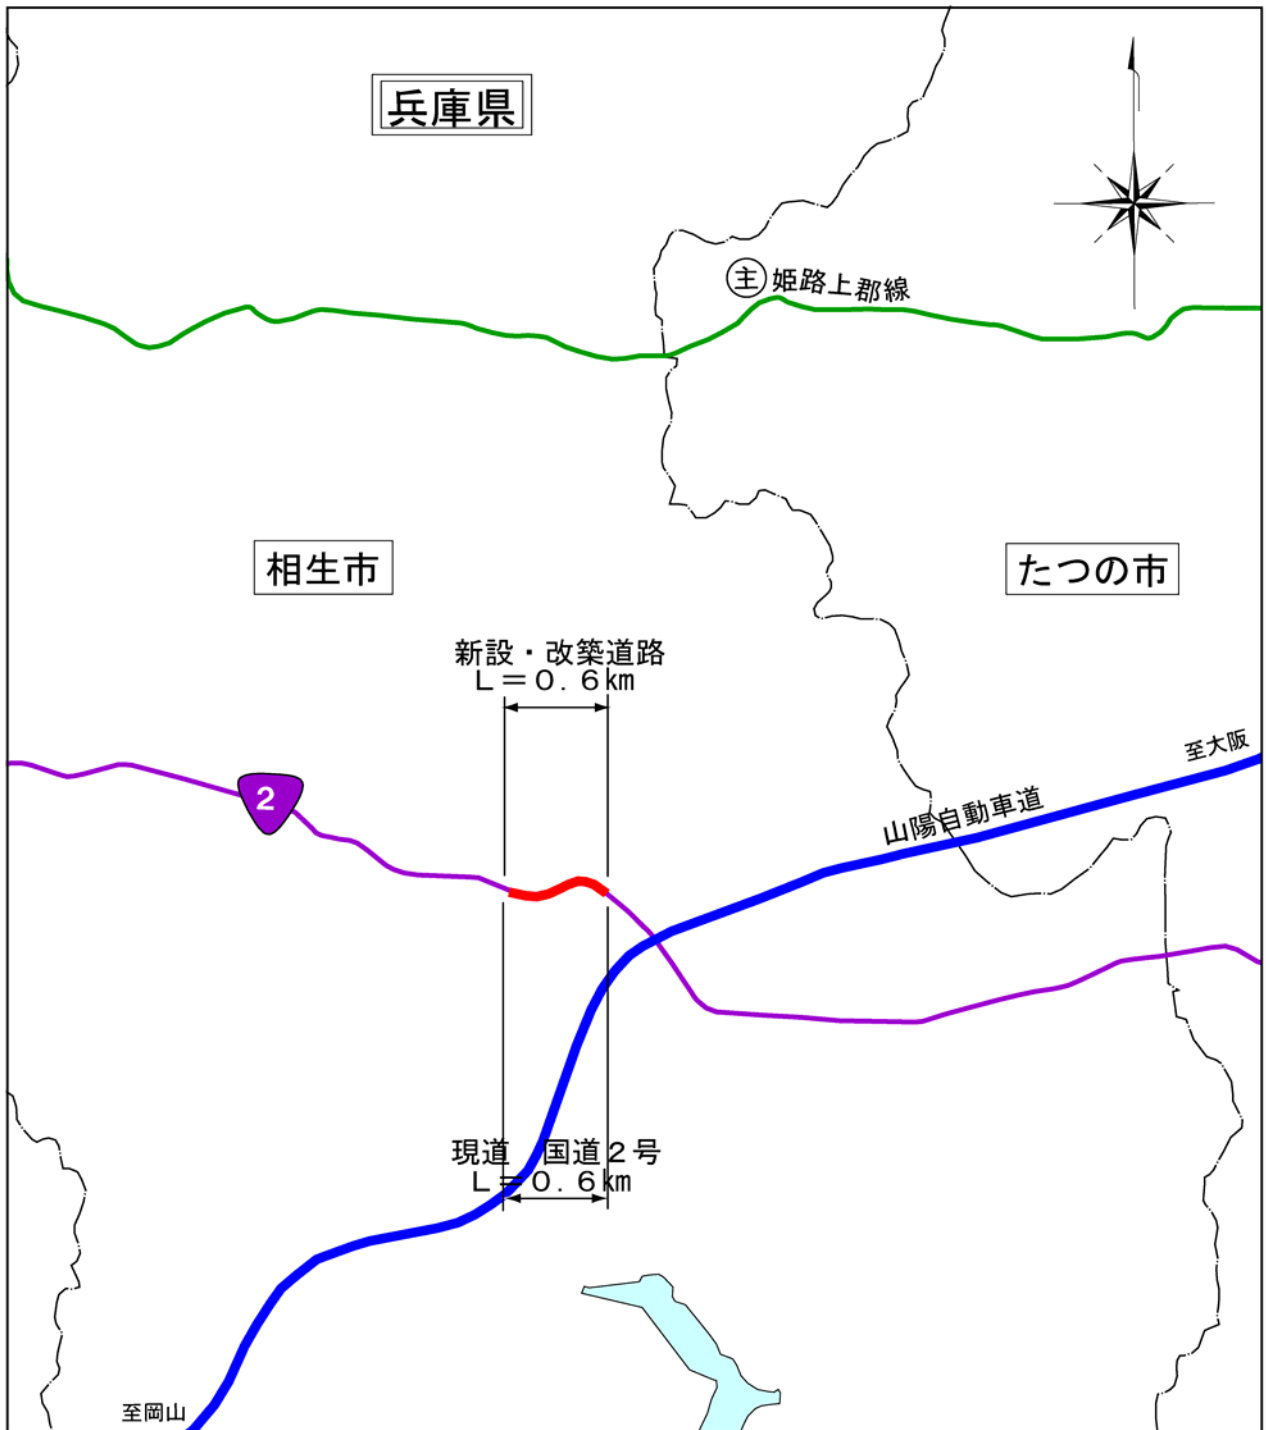 兵庫県
主 姫路上郡線
相生市
たつの市
新設・改築道路
L=0.6km
至大阪
2
山陽自動車道
現道 国道2号
L=0.6km
至岡山